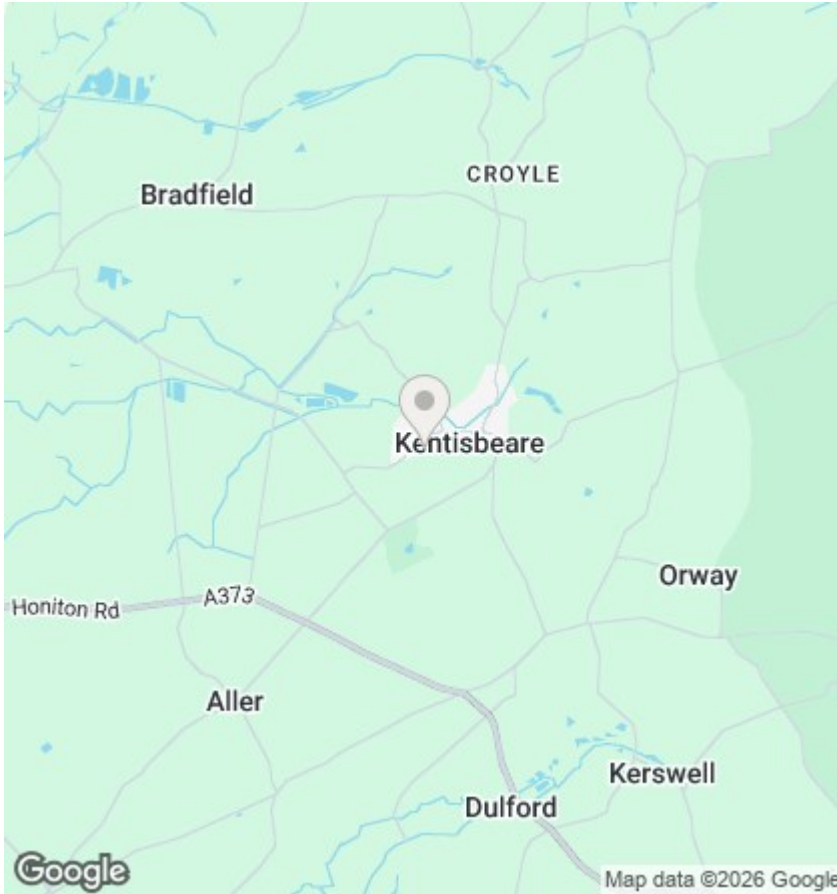 CROYLE
Bradfield
Kentisbeare
Orway
Honiton Rd
A373
Aller
Kerswell
Dulford
Google
Map data ©2026 Google